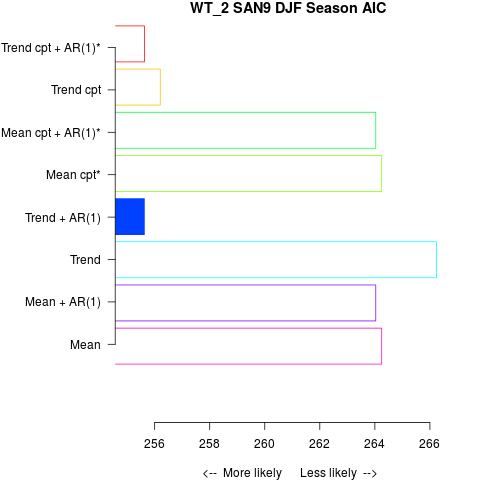 WT_2 SAN9 DJF Season AIC
Trend cpt + AR(1)*
Trend cpt
Mean cpt + AR(1)*
Mean cpt*
Trend + AR(1)
Trend
Mean + AR(1)
Mean
256 258 260 262 264 266
<-- More likely Less likely -->